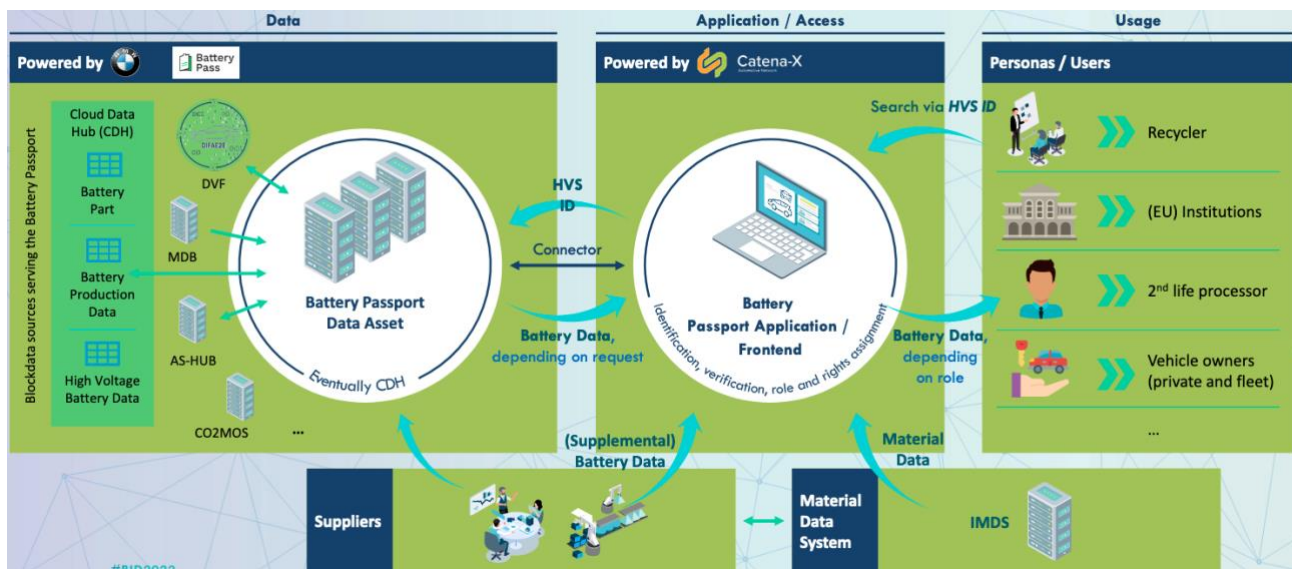 Data
Application / Access
Usage
Powered by
Battery
Pass
Powered by
Catena-X
Personas / Users
Blockdata sources serving the Battery Passport
Cloud Data
Hub (CDH)
Battery
Part
Battery
Production
Data
High Voltage
Battery Data
DVF
MDB
AS-HUB
CO2MOS
...
Battery Passport
Data Asset
Eventually CDH
HVS
ID
Connector
Battery Data,
depending on request
Battery
Passport Application /
Frontend
Identification, verification, role and rights assignment
Search via HVS ID
Battery Data,
depending
on role
Recycler
(EU) Institutions
2nd life processor
Vehicle owners
(private and fleet)
...
(Supplemental)
Battery Data
Material
Data
Suppliers
Material
Data
System
IMDS